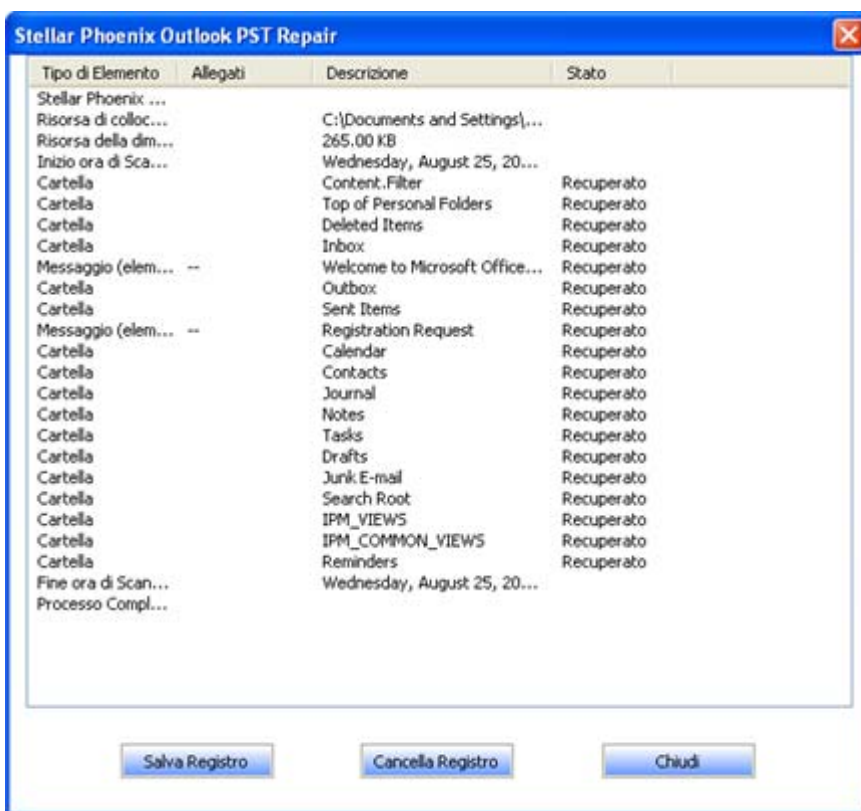 Stellar Phoenix Outlook PST Repair
Tipo di Elemento Allegati Descrizione Stato
Stellar Phoenix ...
Risorsa di colloc... C:\Documents and Settings\...
Risorsa della dim... 265.00 KB
Inizio ora di Sca... Wednesday, August 25, 20...
Cartella Content.Filter Recuperato
Cartella Top of Personal Folders Recuperato
Cartella Deleted Items Recuperato
Cartella Inbox Recuperato
Messaggio (elem... -- Welcome to Microsoft Office... Recuperato
Cartella Outbox Recuperato
Cartella Sent Items Recuperato
Messaggio (elem... -- Registration Request Recuperato
Cartella Calendar Recuperato
Cartella Contacts Recuperato
Cartella Journal Recuperato
Cartella Notes Recuperato
Cartella Tasks Recuperato
Cartella Drafts Recuperato
Cartella Junk E-mail Recuperato
Cartella Search Root Recuperato
Cartella IPM_VIEWS Recuperato
Cartella IPM_COMMON_VIEWS Recuperato
Cartella Reminders Recuperato
Fine ora di Scan... Wednesday, August 25, 20...
Processo Compl...
Salva Registro Cancella Registro Chiudi